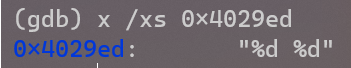 (gdb) x /xs 0x4029ed
0x4029ed:       "%d %d"